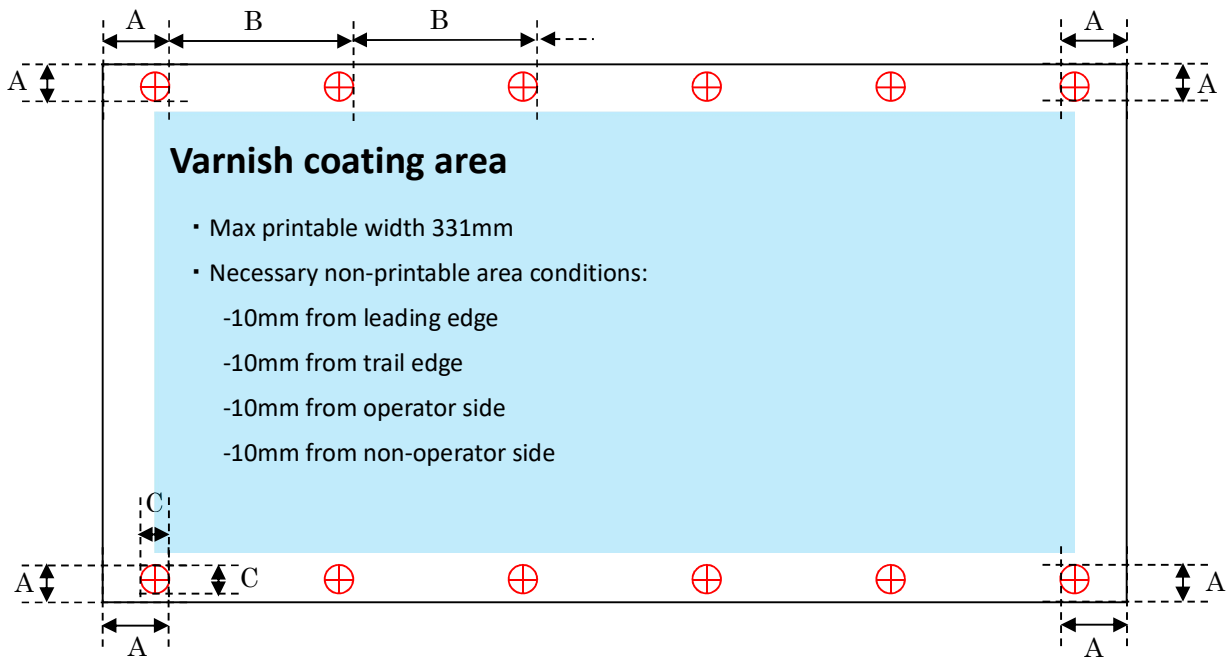 A
B
B
A
A
A
Varnish coating area
・Max printable width 331mm
・Necessary non-printable area conditions:
-10mm from leading edge
-10mm from trail edge
-10mm from operator side
-10mm from non-operator side
C
A
C
A
A
A